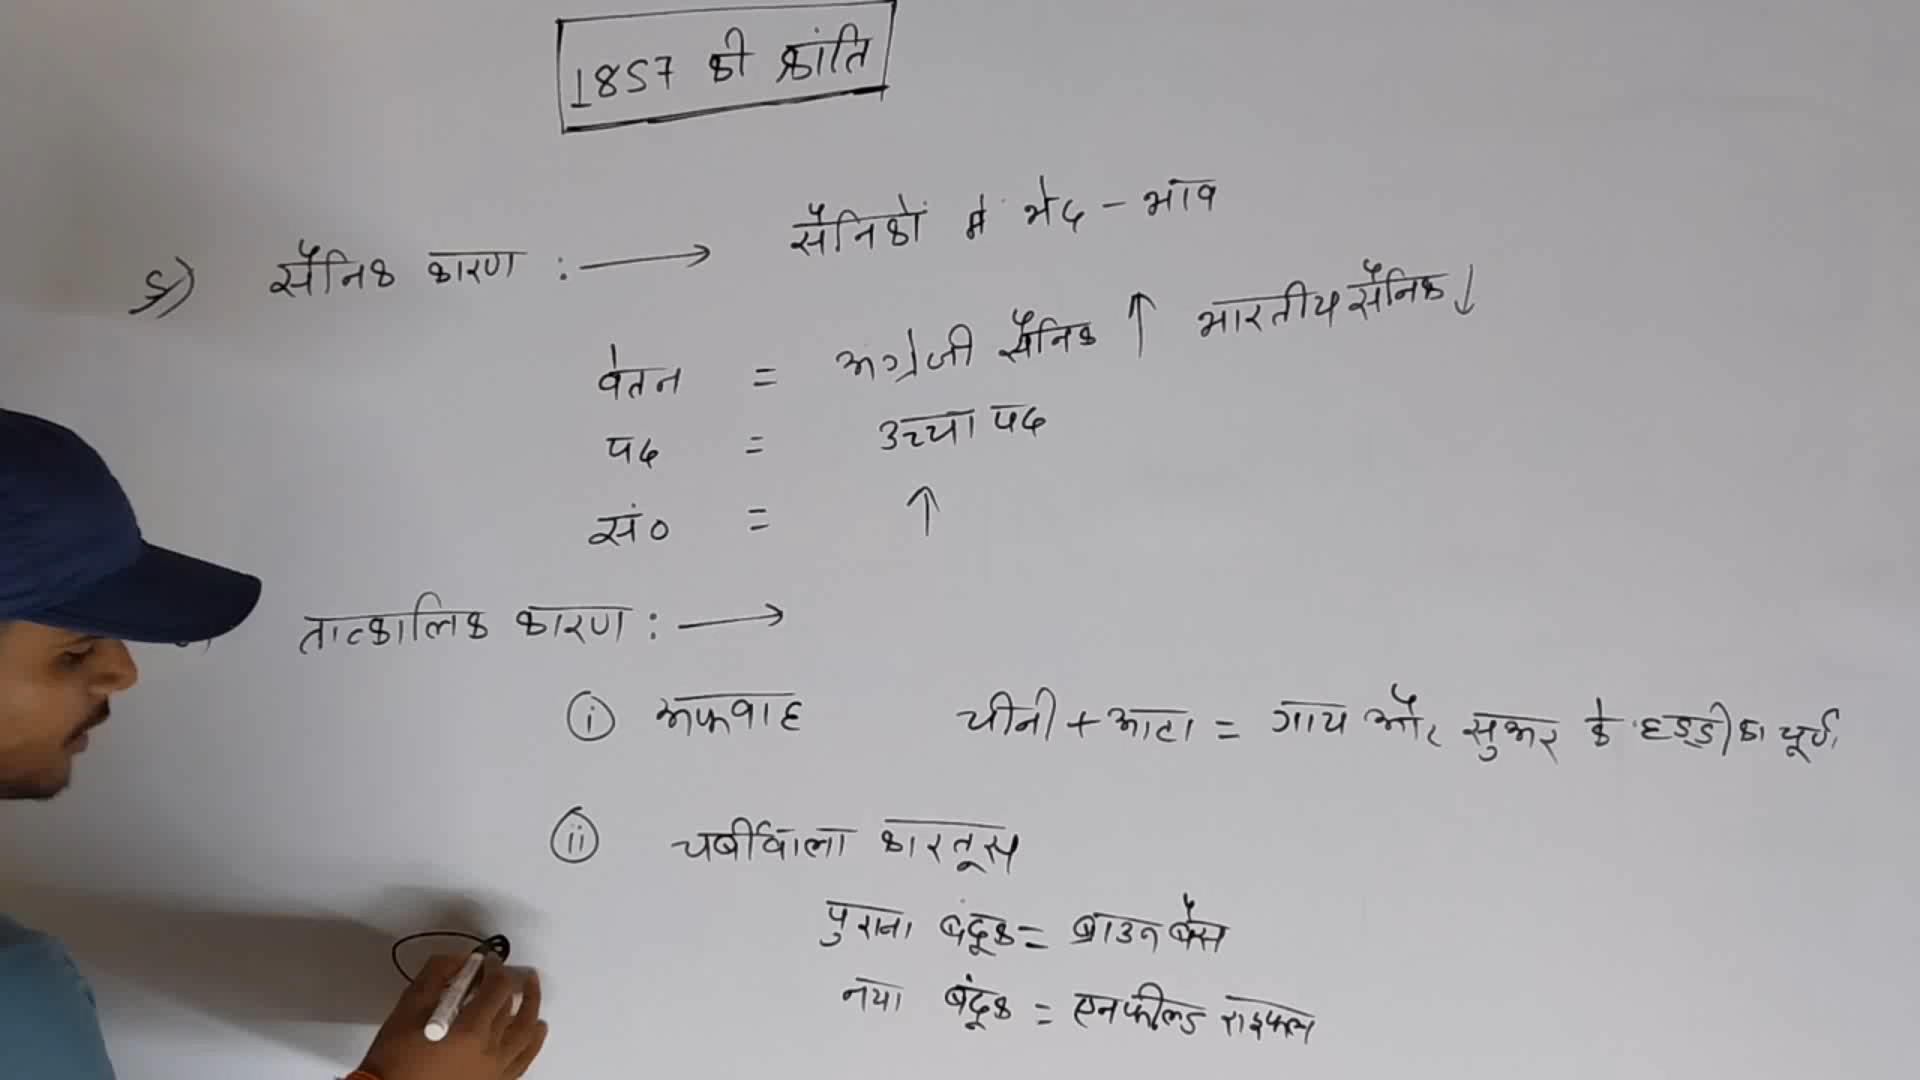 1857 की क्रांति
5) सैनिक कारण :⟶ सैनिकों में भेद - भाव
वेतन = अंग्रेजी सैनिक ↑ भारतीय सैनिक ↓
पद = उच्चा पद
सं० = ↑
तात्कालिक कारण :⟶
(i) अफवाह चीनी + आटा = गाय और सुअर के हड्डी का चूर्ण
(ii) चर्बीवाला कारतूस
पुराना बंदूक = ब्राउन बैस
नया बंदूक = एनफील्ड राइफल